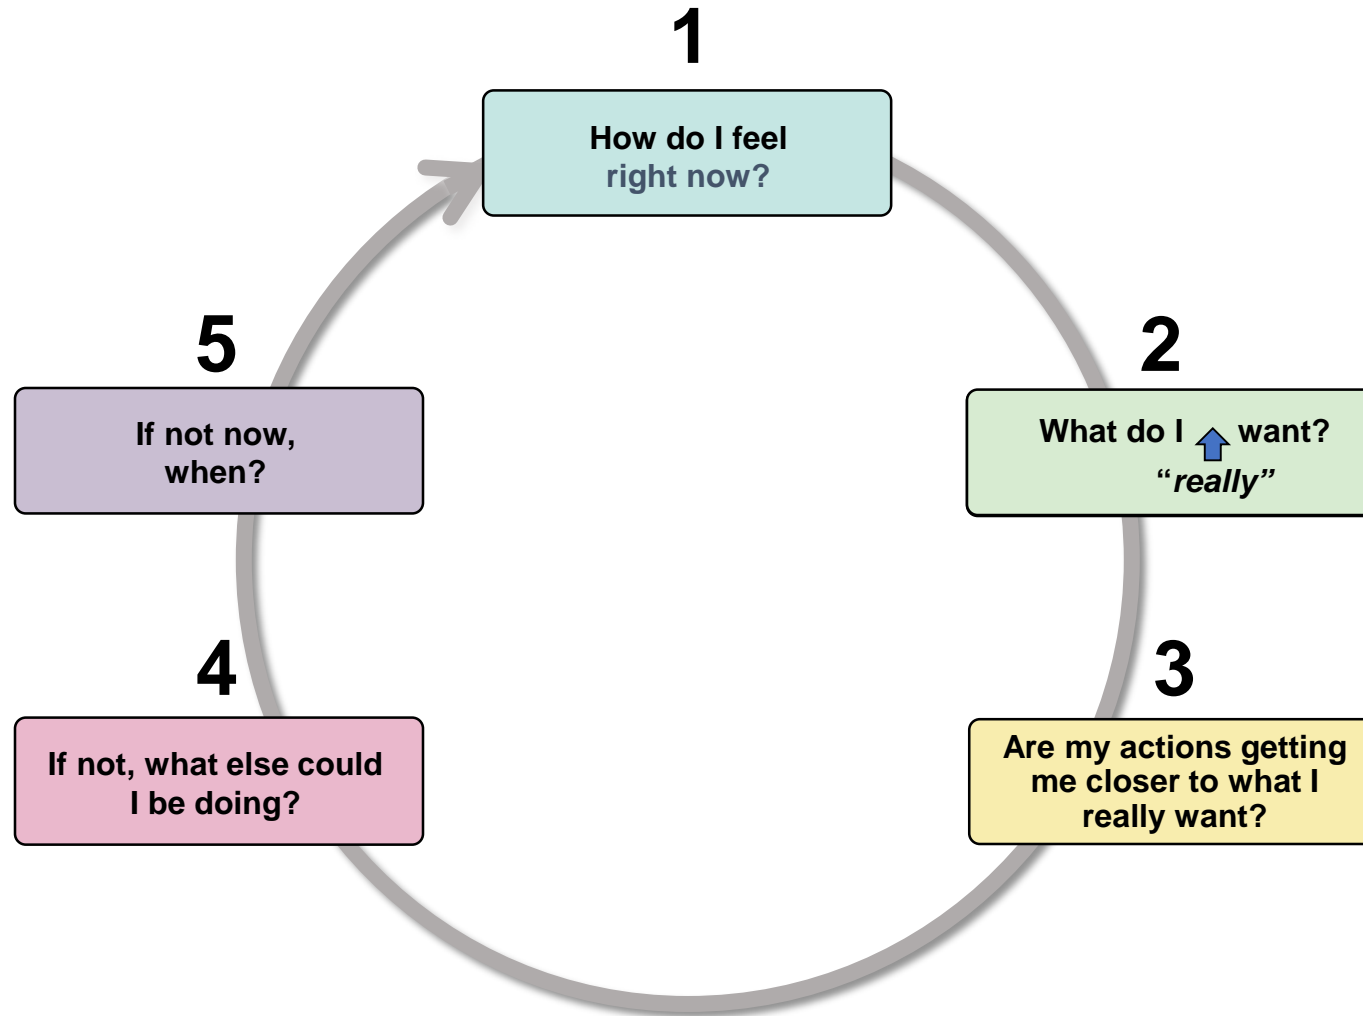 1
How do I feel
right now?
2
What do I want?
“really”
3
Are my actions getting
me closer to what I
really want?
4
If not, what else could
I be doing?
5
If not now,
when?